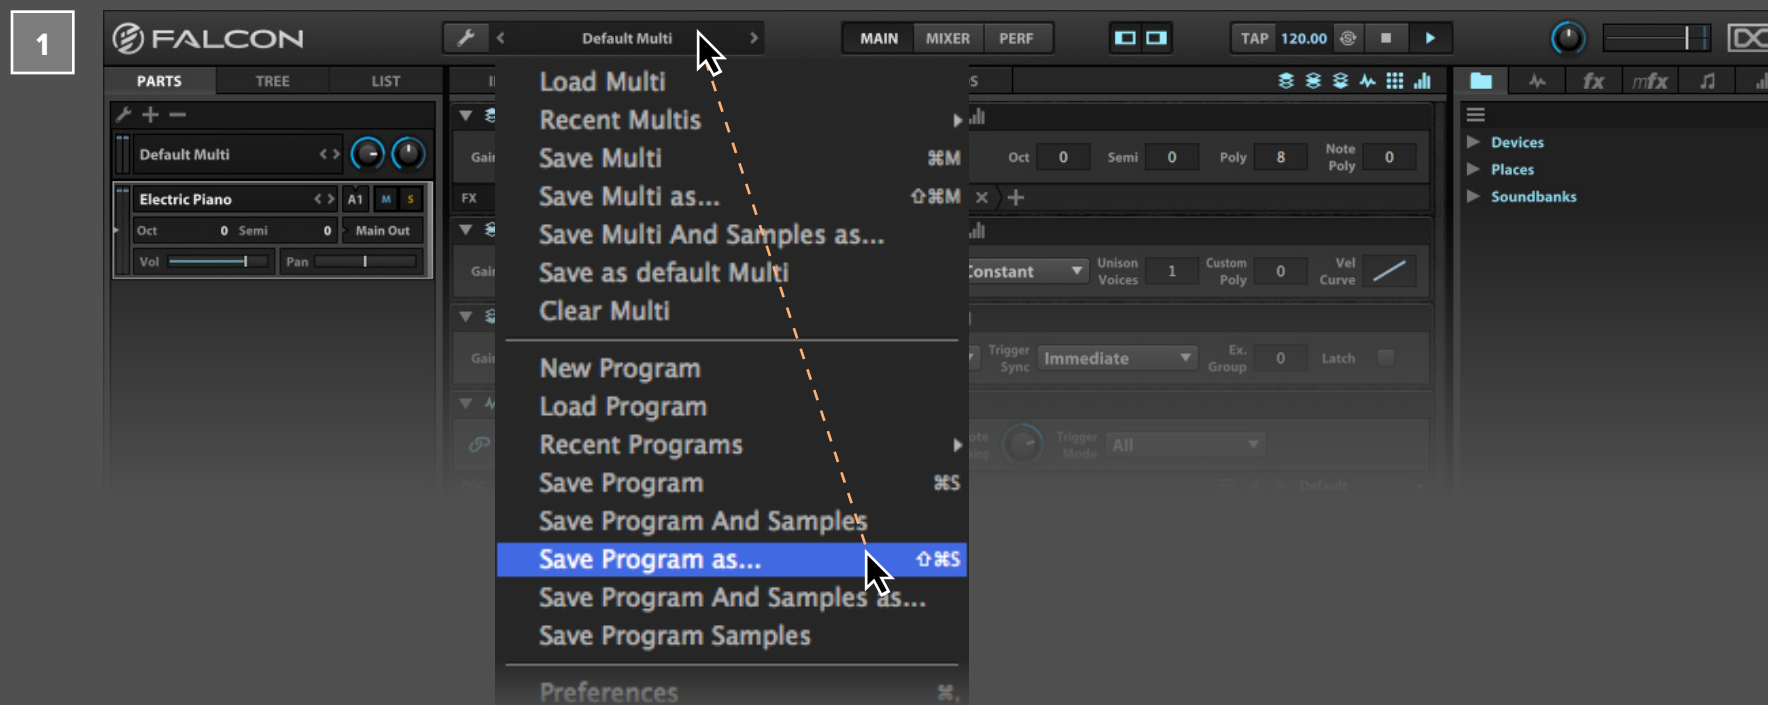 1
FALCON
Default Multi
MAIN MIXER PERF
TAP 120.00
PARTS TREE LIST
fx mfx
Default Multi
Electric Piano A1 M S
Oct 0 Semi 0 Main Out
Vol Pan
Load Multi
Recent Multis
Save Multi ⌘M
Save Multi as... ⇧⌘M
Save Multi And Samples as...
Save as default Multi
Clear Multi
New Program
Load Program
Recent Programs
Save Program ⌘S
Save Program And Samples
Save Program as... ⇧⌘S
Save Program And Samples as...
Save Program Samples
Preferences ⌘,
Gain
FX
Oct 0 Semi 0 Poly 8 Note Poly 0
Constant Unison Voices 1 Custom Poly 0 Vel Curve
Trigger Sync Immediate Ex. Group 0 Latch
Trigger Mode All
OSC Default
Devices
Places
Soundbanks